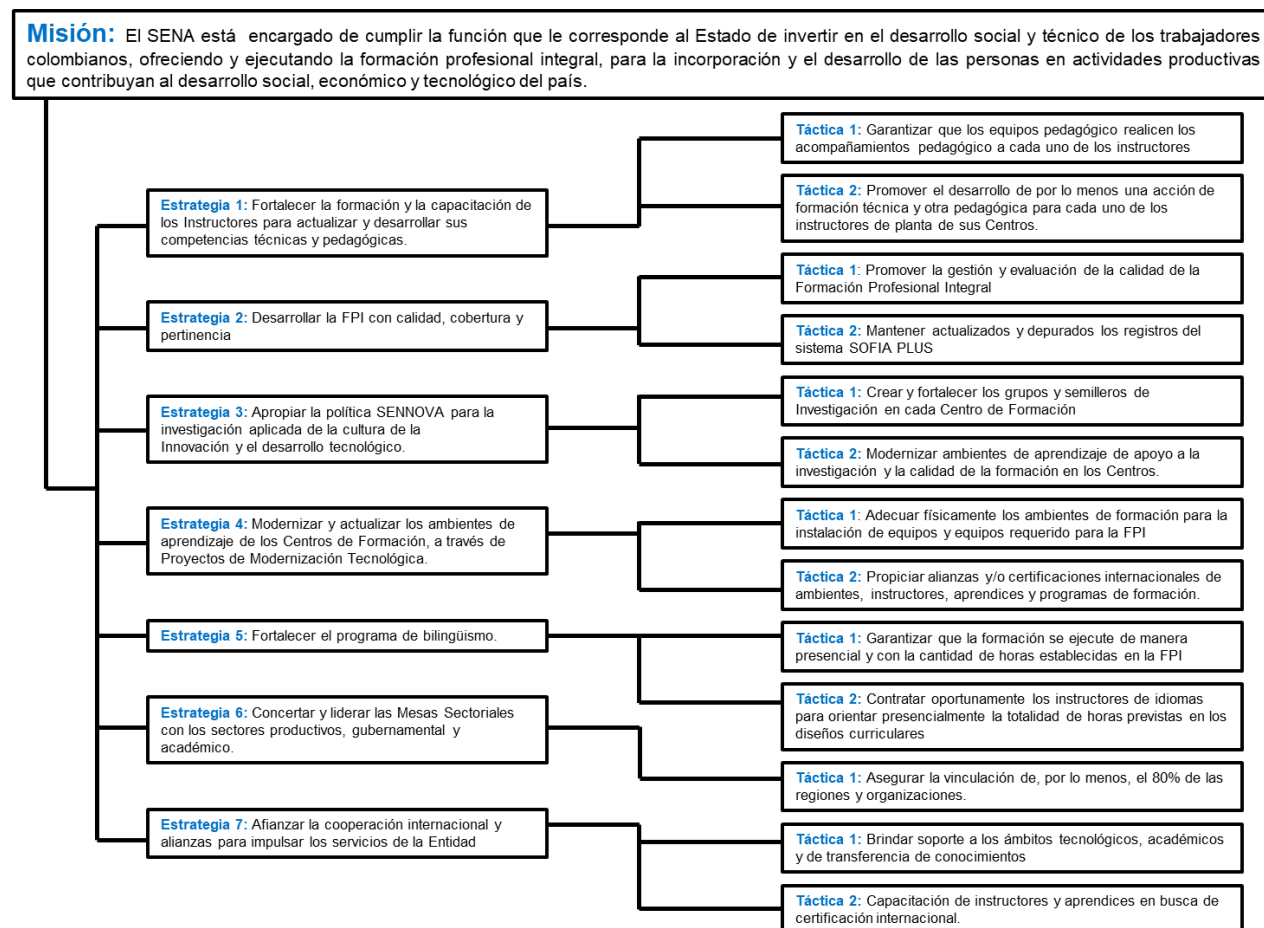 Misión: El SENA está encargado de cumplir la función que le corresponde al Estado de invertir en el desarrollo social y técnico de los trabajadores
colombianos, ofreciendo y ejecutando la formación profesional integral, para la incorporación y el desarrollo de las personas en actividades productivas
que contribuyan al desarrollo social, económico y tecnológico del país.
Estrategia 1: Fortalecer la formación y la capacitación de
los Instructores para actualizar y desarrollar sus
competencias técnicas y pedagógicas.
Táctica 1: Garantizar que los equipos pedagógico realicen los
acompañamientos pedagógico a cada uno de los instructores
Táctica 2: Promover el desarrollo de por lo menos una acción de
formación técnica y otra pedagógica para cada uno de los
instructores de planta de sus Centros.
Estrategia 2: Desarrollar la FPI con calidad, cobertura y
pertinencia
Táctica 1: Promover la gestión y evaluación de la calidad de la
Formación Profesional Integral
Táctica 2: Mantener actualizados y depurados los registros del
sistema SOFIA PLUS
Estrategia 3: Apropiar la política SENNOVA para la
investigación aplicada de la cultura de la
Innovación y el desarrollo tecnológico.
Táctica 1: Crear y fortalecer los grupos y semilleros de
Investigación en cada Centro de Formación
Táctica 2: Modernizar ambientes de aprendizaje de apoyo a la
investigación y la calidad de la formación en los Centros.
Estrategia 4: Modernizar y actualizar los ambientes de
aprendizaje de los Centros de Formación, a través de
Proyectos de Modernización Tecnológica.
Táctica 1: Adecuar físicamente los ambientes de formación para la
instalación de equipos y equipos requerido para la FPI
Táctica 2: Propiciar alianzas y/o certificaciones internacionales de
ambientes, instructores, aprendices y programas de formación.
Estrategia 5: Fortalecer el programa de bilingüismo.
Táctica 1: Garantizar que la formación se ejecute de manera
presencial y con la cantidad de horas establecidas en la FPI
Táctica 2: Contratar oportunamente los instructores de idiomas
para orientar presencialmente la totalidad de horas previstas en los
diseños curriculares
Estrategia 6: Concertar y liderar las Mesas Sectoriales
con los sectores productivos, gubernamental y
académico.
Táctica 1: Asegurar la vinculación de, por lo menos, el 80% de las
regiones y organizaciones.
Estrategia 7: Afianzar la cooperación internacional y
alianzas para impulsar los servicios de la Entidad
Táctica 1: Brindar soporte a los ámbitos tecnológicos, académicos
y de transferencia de conocimientos
Táctica 2: Capacitación de instructores y aprendices en busca de
certificación internacional.